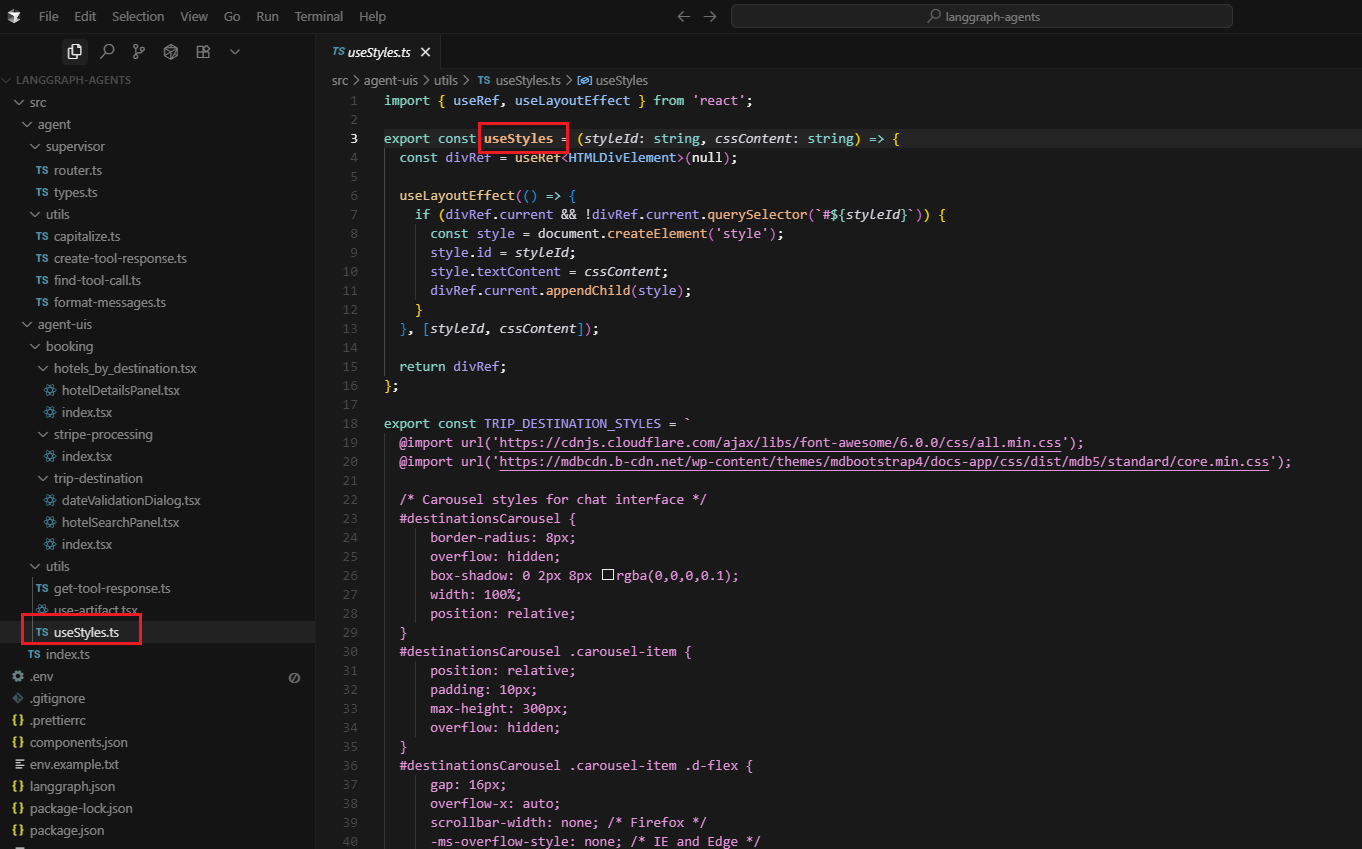 File Edit Selection View Go Run Terminal Help
langgraph-agents
LANGGRAPH-AGENTS
src
agent
supervisor
TS router.ts
TS types.ts
utils
TS capitalize.ts
TS create-tool-response.ts
TS find-tool-call.ts
TS format-messages.ts
agent-uis
booking
hotels_by_destination.tsx
hotelDetailsPanel.tsx
index.tsx
stripe-processing
index.tsx
trip-destination
dateValidationDialog.tsx
hotelSearchPanel.tsx
index.tsx
utils
TS get-tool-response.ts
use-artifact.tsx
TS useStyles.ts
TS index.ts
.env
.gitignore
{} .prettierrc
{} components.json
env.example.txt
{} langgraph.json
{} package-lock.json
{} package.json
TS useStyles.ts
src > agent-uis > utils > TS useStyles.ts > useStyles
1 import { useRef, useLayoutEffect } from 'react';
2
3 export const useStyles = (styleId: string, cssContent: string) => {
4 const divRef = useRef<HTMLDivElement>(null);
5
6 useLayoutEffect(() => {
7 if (divRef.current && !divRef.current.querySelector(`#${styleId}`)) {
8 const style = document.createElement('style');
9 style.id = styleId;
10 style.textContent = cssContent;
11 divRef.current.appendChild(style);
12 }
13 }, [styleId, cssContent]);
14
15 return divRef;
16 };
17
18 export const TRIP_DESTINATION_STYLES = `
19 @import url('https://cdnjs.cloudflare.com/ajax/libs/font-awesome/6.0.0/css/all.min.css');
20 @import url('https://mdbcdn.b-cdn.net/wp-content/themes/mdbootstrap4/docs-app/css/dist/mdb5/standard/core.min.css');
21
22 /* Carousel styles for chat interface */
23 #destinationsCarousel {
24 border-radius: 8px;
25 overflow: hidden;
26 box-shadow: 0 2px 8px rgba(0,0,0,0.1);
27 width: 100%;
28 position: relative;
29 }
30 #destinationsCarousel .carousel-item {
31 position: relative;
32 padding: 10px;
33 max-height: 300px;
34 overflow: hidden;
35 }
36 #destinationsCarousel .carousel-item .d-flex {
37 gap: 16px;
38 overflow-x: auto;
39 scrollbar-width: none; /* Firefox */
40 -ms-overflow-style: none; /* IE and Edge */